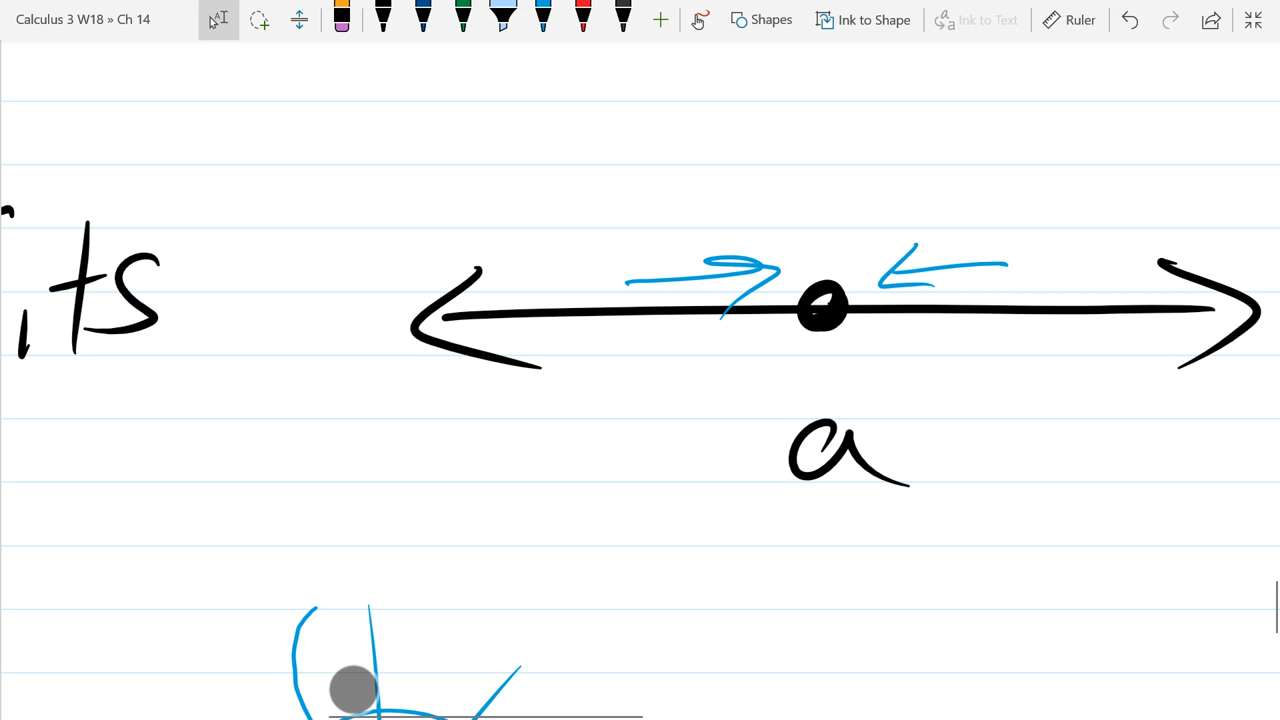 Calculus 3 W18 » Ch 14
Shapes
Ink to Shape
Ink to Text
Ruler
its
a